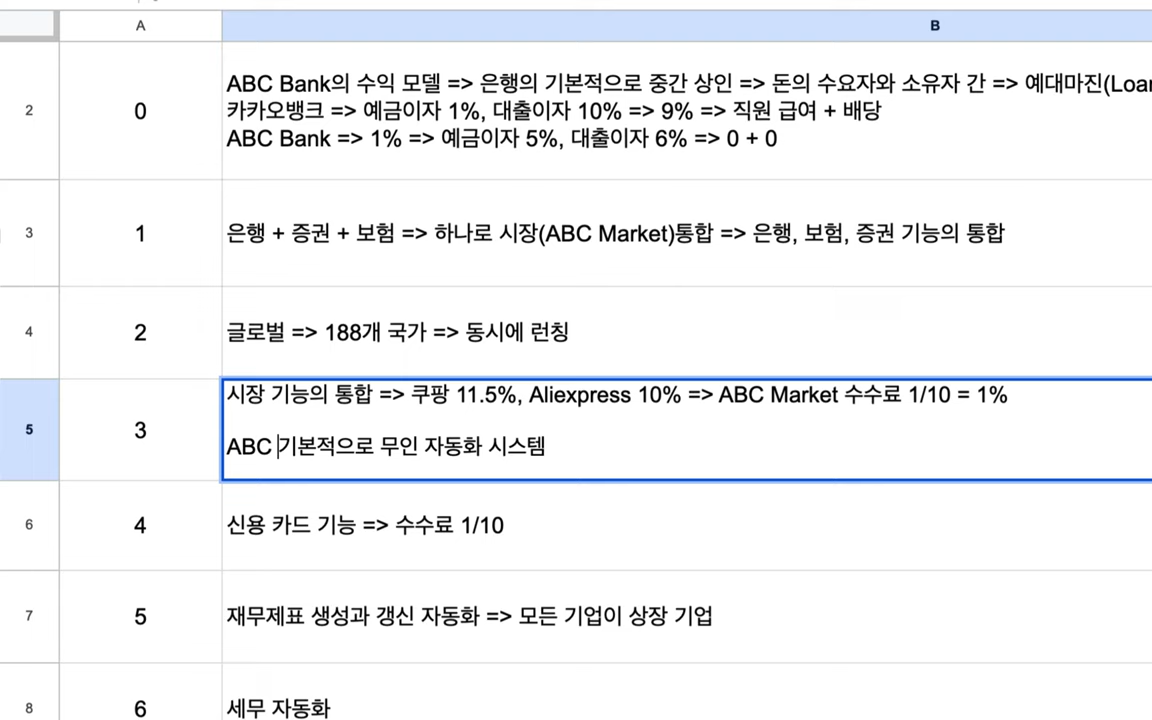 A
B
2
0
ABC Bank의 수익 모델 => 은행의 기본적으로 중간 상인 => 돈의 수요자와 소유자 간 => 예대마진(Loan
카카오뱅크 => 예금이자 1%, 대출이자 10% => 9% => 직원 급여 + 배당
ABC Bank => 1% => 예금이자 5%, 대출이자 6% => 0 + 0
3
1
은행 + 증권 + 보험 => 하나로 시장(ABC Market)통합 => 은행, 보험, 증권 기능의 통합
4
2
글로벌 => 188개 국가 => 동시에 런칭
5
3
시장 기능의 통합 => 쿠팡 11.5%, Aliexpress 10% => ABC Market 수수료 1/10 = 1%
ABC 기본적으로 무인 자동화 시스템
6
4
신용 카드 기능 => 수수료 1/10
7
5
재무제표 생성과 갱신 자동화 => 모든 기업이 상장 기업
8
6
세무 자동화